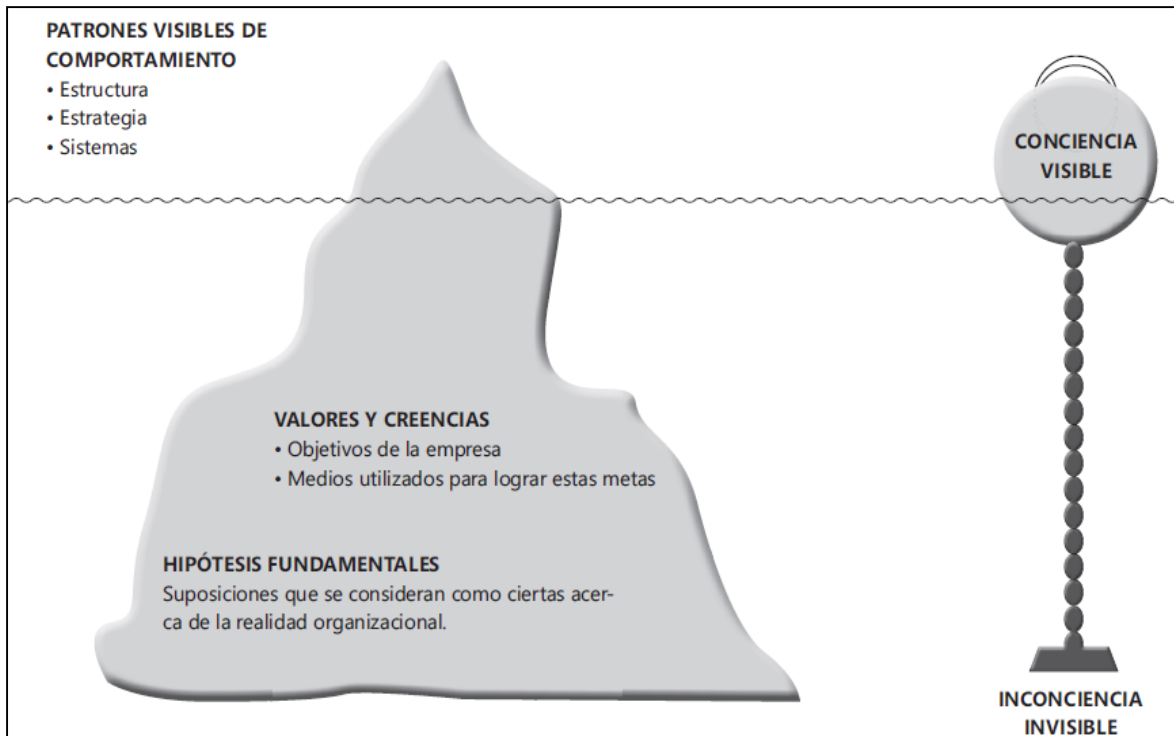 PATRONES VISIBLES DE
COMPORTAMIENTO
• Estructura
• Estrategia
• Sistemas
CONCIENCIA
VISIBLE
VALORES Y CREENCIAS
• Objetivos de la empresa
• Medios utilizados para lograr estas metas
HIPÓTESIS FUNDAMENTALES
Suposiciones que se consideran como ciertas acer-
ca de la realidad organizacional.
INCONCIENCIA
INVISIBLE